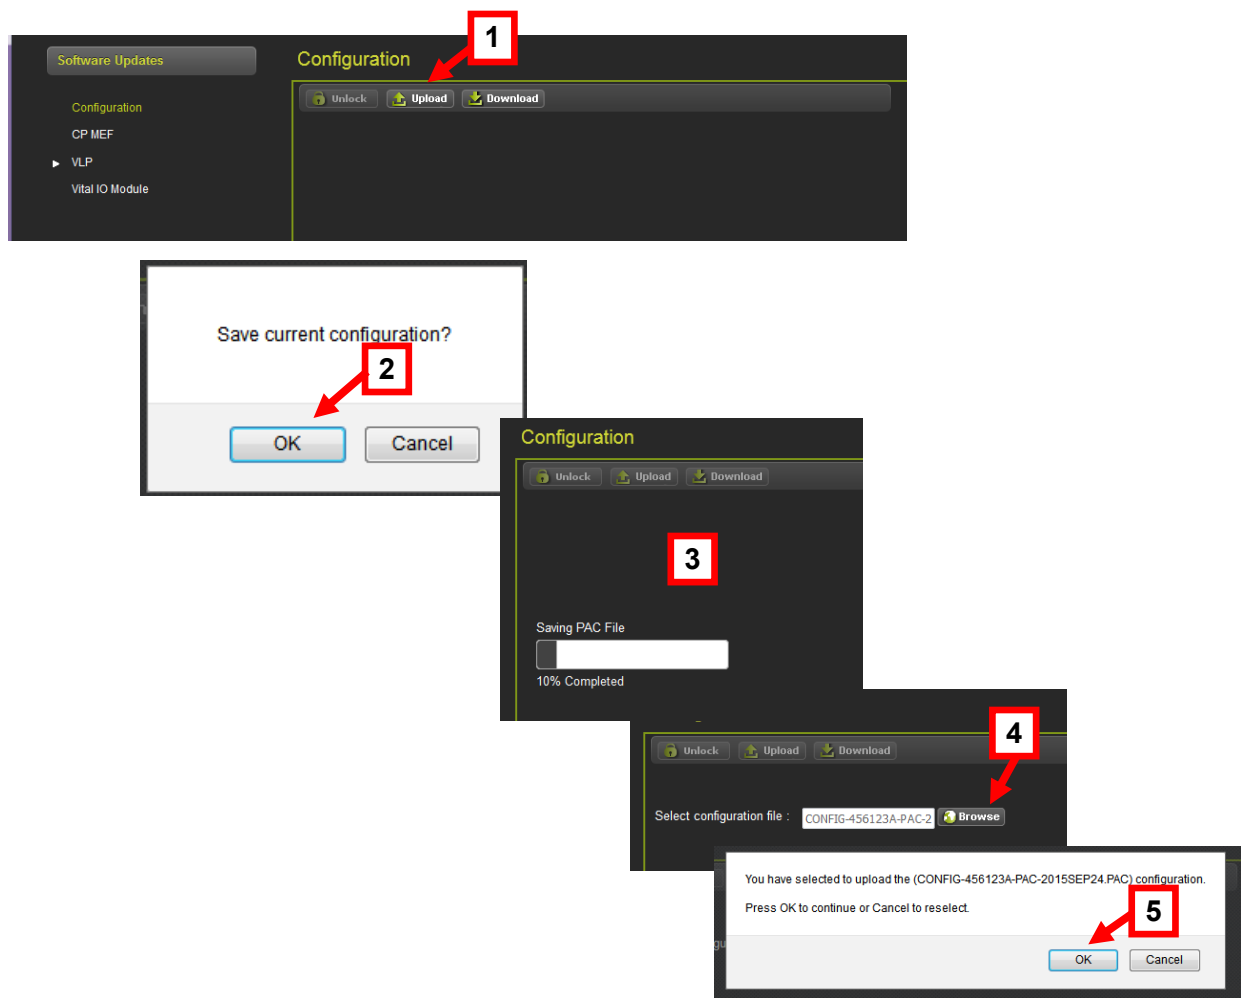 1
Software Updates
Configuration
Unlock Upload Download
Configuration
CP MEF
VLP
Vital IO Module
Save current configuration?
2
OK Cancel
Configuration
Unlock Upload Download
3
Saving PAC File
10% Completed
4
Unlock Upload Download
Select configuration file : CONFIG-456123A-PAC-2 Browse
You have selected to upload the (CONFIG-456123A-PAC-2015SEP24.PAC) configuration.
Press OK to continue or Cancel to reselect.
5
OK Cancel